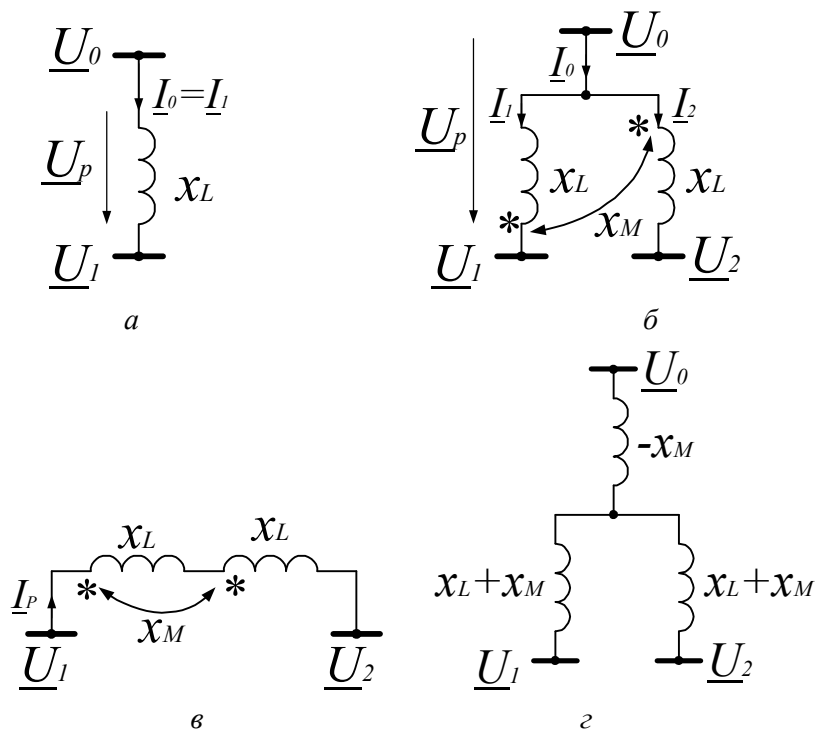 U0
I0=I1
Up
xL
U1
а
U0
I0
I1
I2
Up
*
xL
xL
*
xM
U1
U2
б
xL
xL
*
*
IP
xM
U1
U2
в
U0
-xM
xL+xM
xL+xM
U1
U2
г